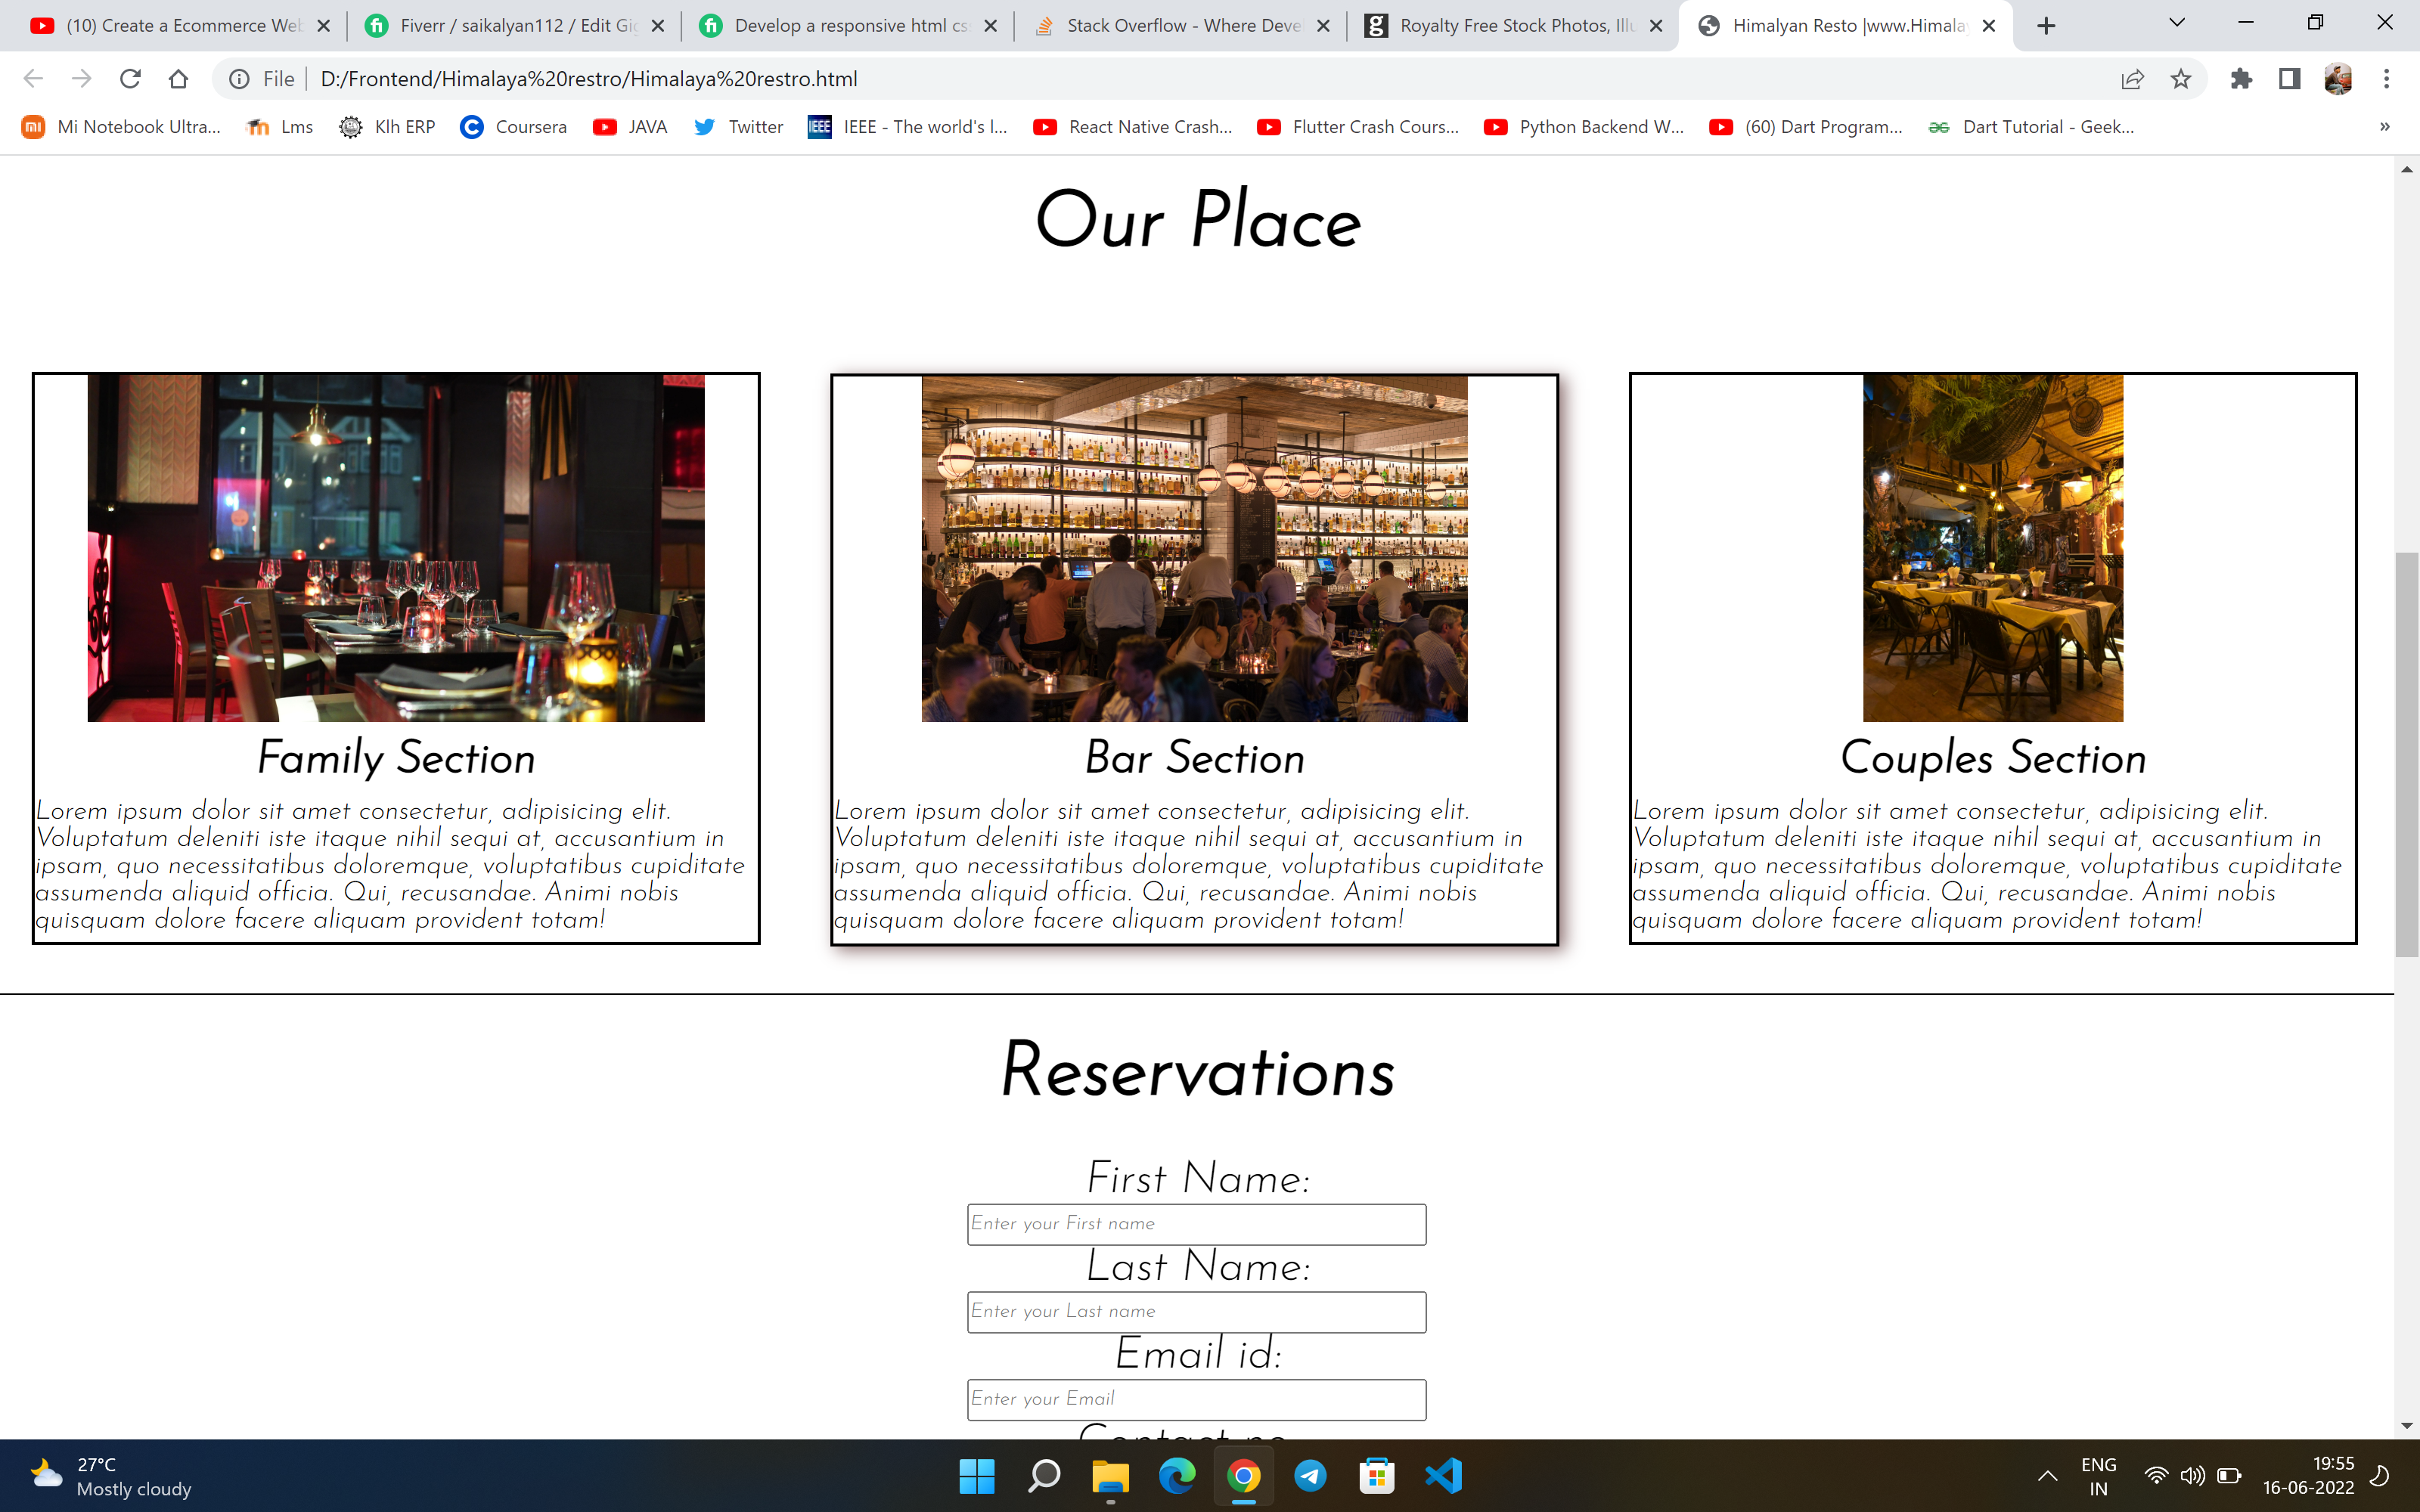 (10) Create a Ecommerce Web
Fiverr / saikalyan112 / Edit Gig
Develop a responsive html css
Stack Overflow - Where Deve
Royalty Free Stock Photos, Illu
Himalyan Resto |www.Himala
File
D:/Frontend/Himalaya%20restro/Himalaya%20restro.html
Mi Notebook Ultra...
Lms
Klh ERP
Coursera
JAVA
Twitter
IEEE
IEEE - The world's l...
React Native Crash...
Flutter Crash Cours...
Python Backend W...
(60) Dart Program...
Dart Tutorial - Geek...
»
Our Place
Family Section
Lorem ipsum dolor sit amet consectetur, adipisicing elit.
Voluptatum deleniti iste itaque nihil sequi at, accusantium in
ipsam, quo necessitatibus doloremque, voluptatibus cupiditate
assumenda aliquid officia. Qui, recusandae. Animi nobis
quisquam dolore facere aliquam provident totam!
Bar Section
Lorem ipsum dolor sit amet consectetur, adipisicing elit.
Voluptatum deleniti iste itaque nihil sequi at, accusantium in
ipsam, quo necessitatibus doloremque, voluptatibus cupiditate
assumenda aliquid officia. Qui, recusandae. Animi nobis
quisquam dolore facere aliquam provident totam!
Couples Section
Lorem ipsum dolor sit amet consectetur, adipisicing elit.
Voluptatum deleniti iste itaque nihil sequi at, accusantium in
ipsam, quo necessitatibus doloremque, voluptatibus cupiditate
assumenda aliquid officia. Qui, recusandae. Animi nobis
quisquam dolore facere aliquam provident totam!
Reservations
First Name:
Enter your First name
Last Name:
Enter your Last name
Email id:
Enter your Email
Contact no
27°C
Mostly cloudy
ENG
IN
19:55
16-06-2022